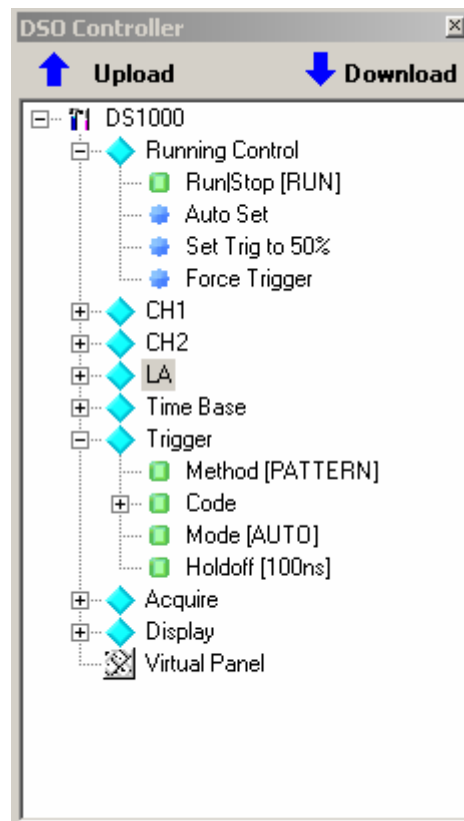 DSO Controller
Upload Download
DS1000
Running Control
Run|Stop [RUN]
Auto Set
Set Trig to 50%
Force Trigger
CH1
CH2
LA
Time Base
Trigger
Method [PATTERN]
Code
Mode [AUTO]
Holdoff [100ns]
Acquire
Display
Virtual Panel